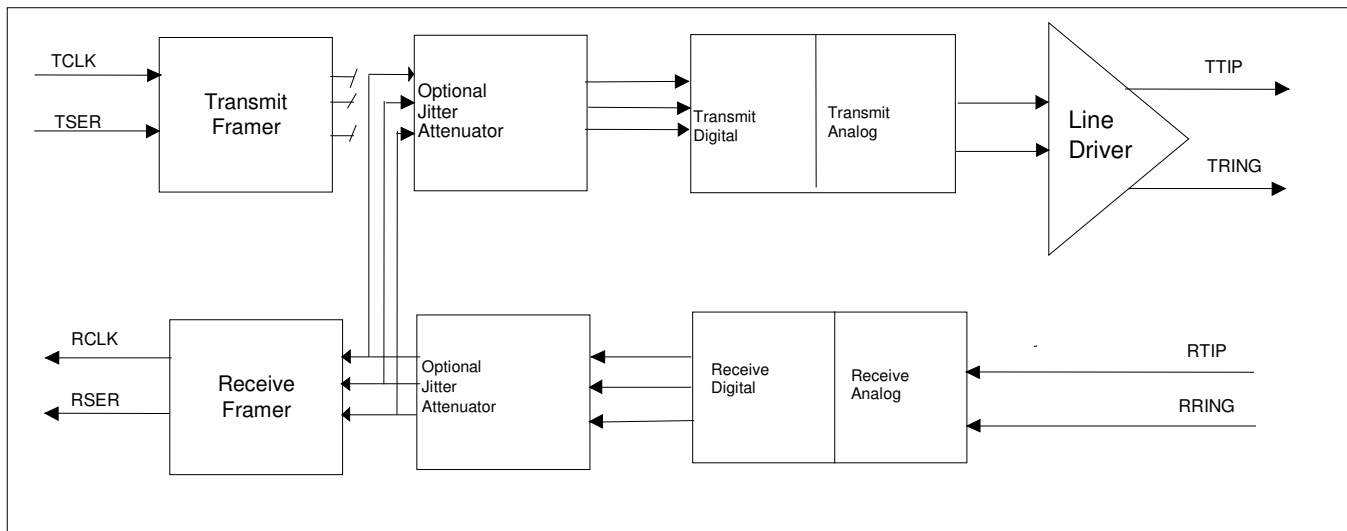 TCLK
TSER
Transmit
Framer
Optional
Jitter
Attenuator
Transmit
Digital
Transmit
Analog
Line
Driver
TTIP
TRING
RCLK
RSER
Receive
Framer
Optional
Jitter
Attenuator
Receive
Digital
Receive
Analog
RTIP
RRING